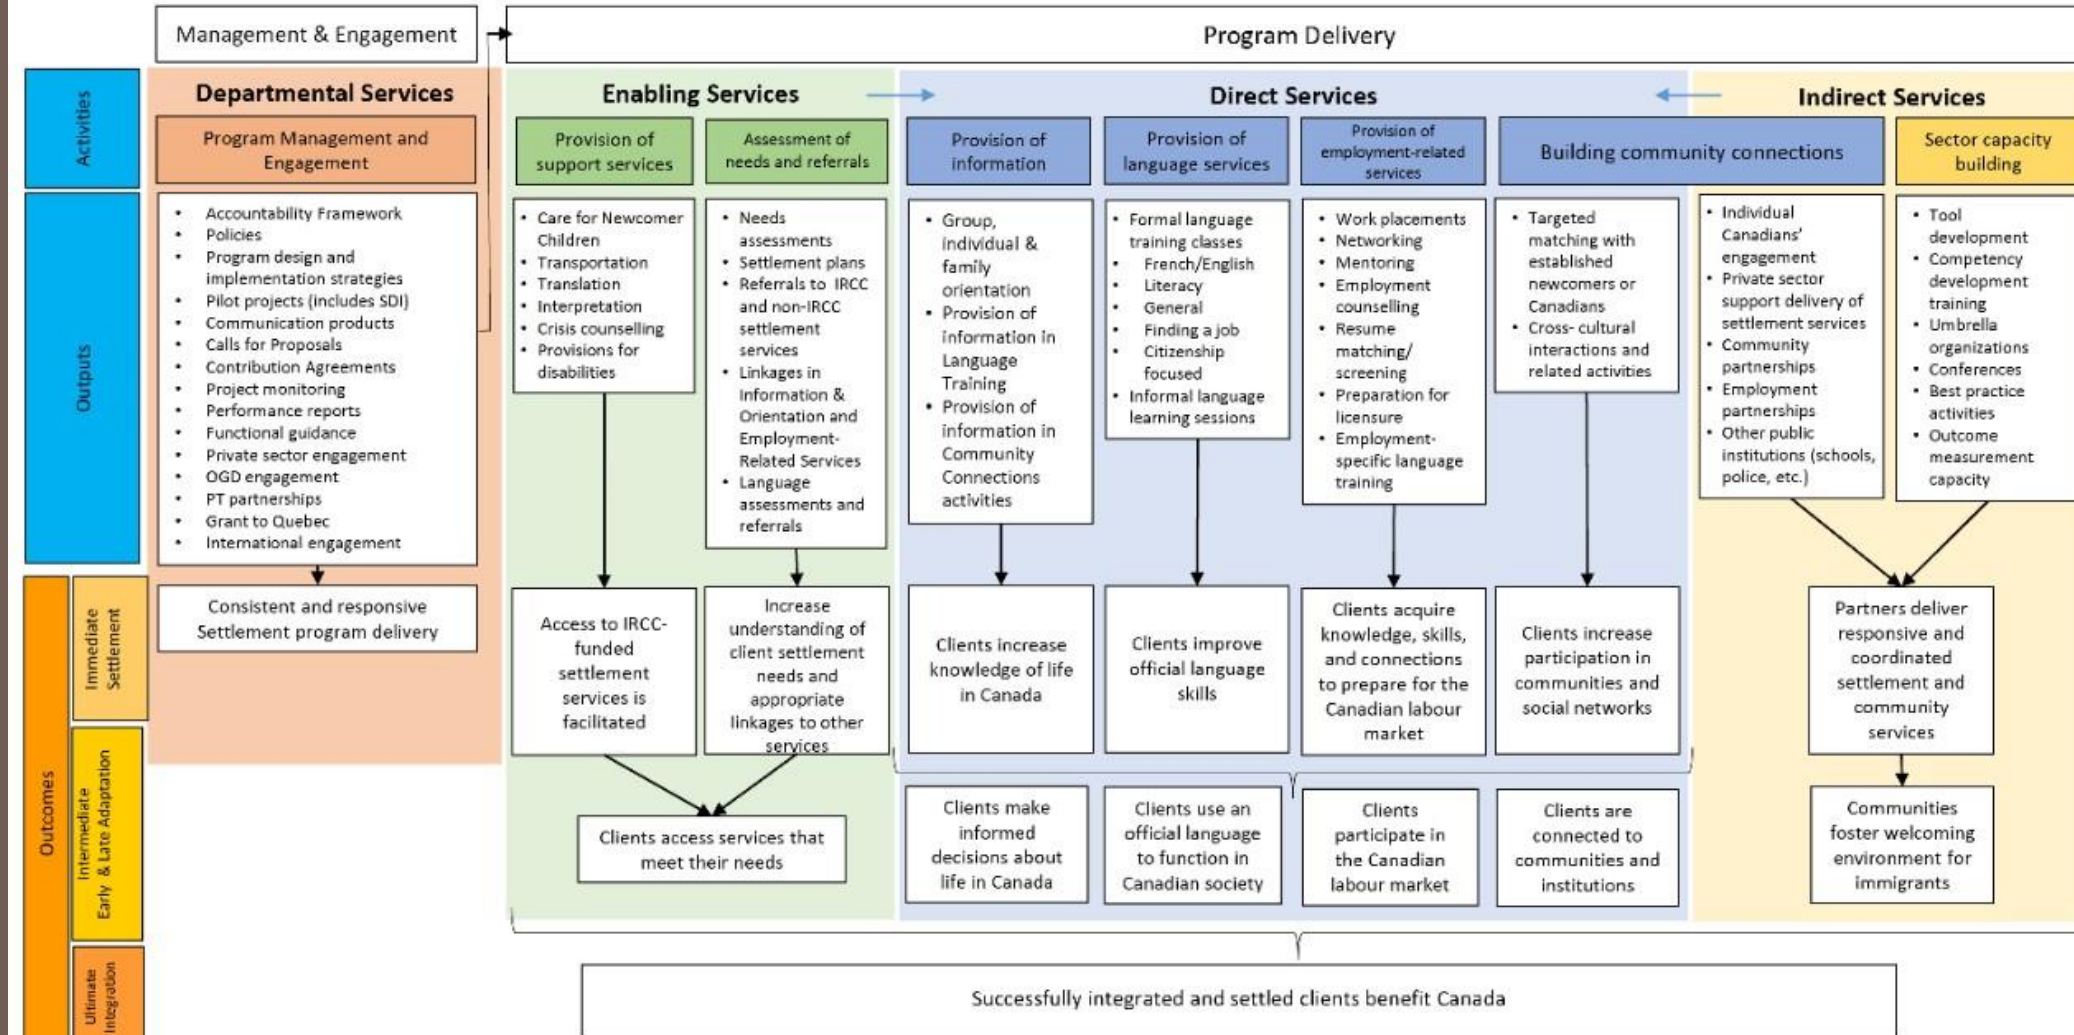 Management & Engagement
Program Delivery
Activities
Departmental Services
Enabling Services
Direct Services
Indirect Services
Program Management and
Engagement
Provision of
support services
Assessment of
needs and referrals
Provision of
information
Provision of
language services
Provision of
employment-related
services
Building community connections
Sector capacity
building
Outputs
• Accountability Framework
• Policies
• Program design and
implementation strategies
• Pilot projects (includes SDI)
• Communication products
• Calls for Proposals
• Contribution Agreements
• Project monitoring
• Performance reports
• Functional guidance
• Private sector engagement
• OGD engagement
• PT partnerships
• Grant to Quebec
• International engagement
• Care for Newcomer
Children
• Transportation
• Translation
• Interpretation
• Crisis counselling
• Provisions for
disabilities
• Needs
assessments
• Settlement plans
• Referrals to IRCC
and non-IRCC
settlement
services
• Linkages in
Information &
Orientation and
Employment-
Related Services
• Language
assessments and
referrals
• Group,
individual &
family
orientation
• Provision of
information in
Language
Training
• Provision of
information in
Community
Connections
activities
• Formal language
training classes
• French/English
• Literacy
• General
• Finding a job
• Citizenship
focused
• Informal language
learning sessions
• Work placements
• Networking
• Mentoring
• Employment
counselling
• Resume
matching/
screening
• Preparation for
licensure
• Employment-
specific language
training
• Targeted
matching with
established
newcomers or
Canadians
• Cross- cultural
interactions and
related activities
• Individual
Canadians'
engagement
• Private sector
support delivery of
settlement services
• Community
partnerships
• Employment
partnerships
• Other public
institutions (schools,
police, etc.)
• Tool
development
• Competency
development
training
• Umbrella
organizations
• Conferences
• Best practice
activities
• Outcome
measurement
capacity
Outcomes
Immediate
Settlement
Consistent and responsive
Settlement program delivery
Access to IRCC-
funded
settlement
services is
facilitated
Increase
understanding of
client settlement
needs and
appropriate
linkages to other
services
Clients increase
knowledge of life
in Canada
Clients improve
official language
skills
Clients acquire
knowledge, skills,
and connections
to prepare for the
Canadian labour
market
Clients increase
participation in
communities and
social networks
Partners deliver
responsive and
coordinated
settlement and
community
services
Intermediate
Early & Late Adaptation
Clients access services that
meet their needs
Clients make
informed
decisions about
life in Canada
Clients use an
official language
to function in
Canadian society
Clients
participate in
the Canadian
labour market
Clients are
connected to
communities and
institutions
Communities
foster welcoming
environment for
immigrants
Ultimate
Integration
Successfully integrated and settled clients benefit Canada